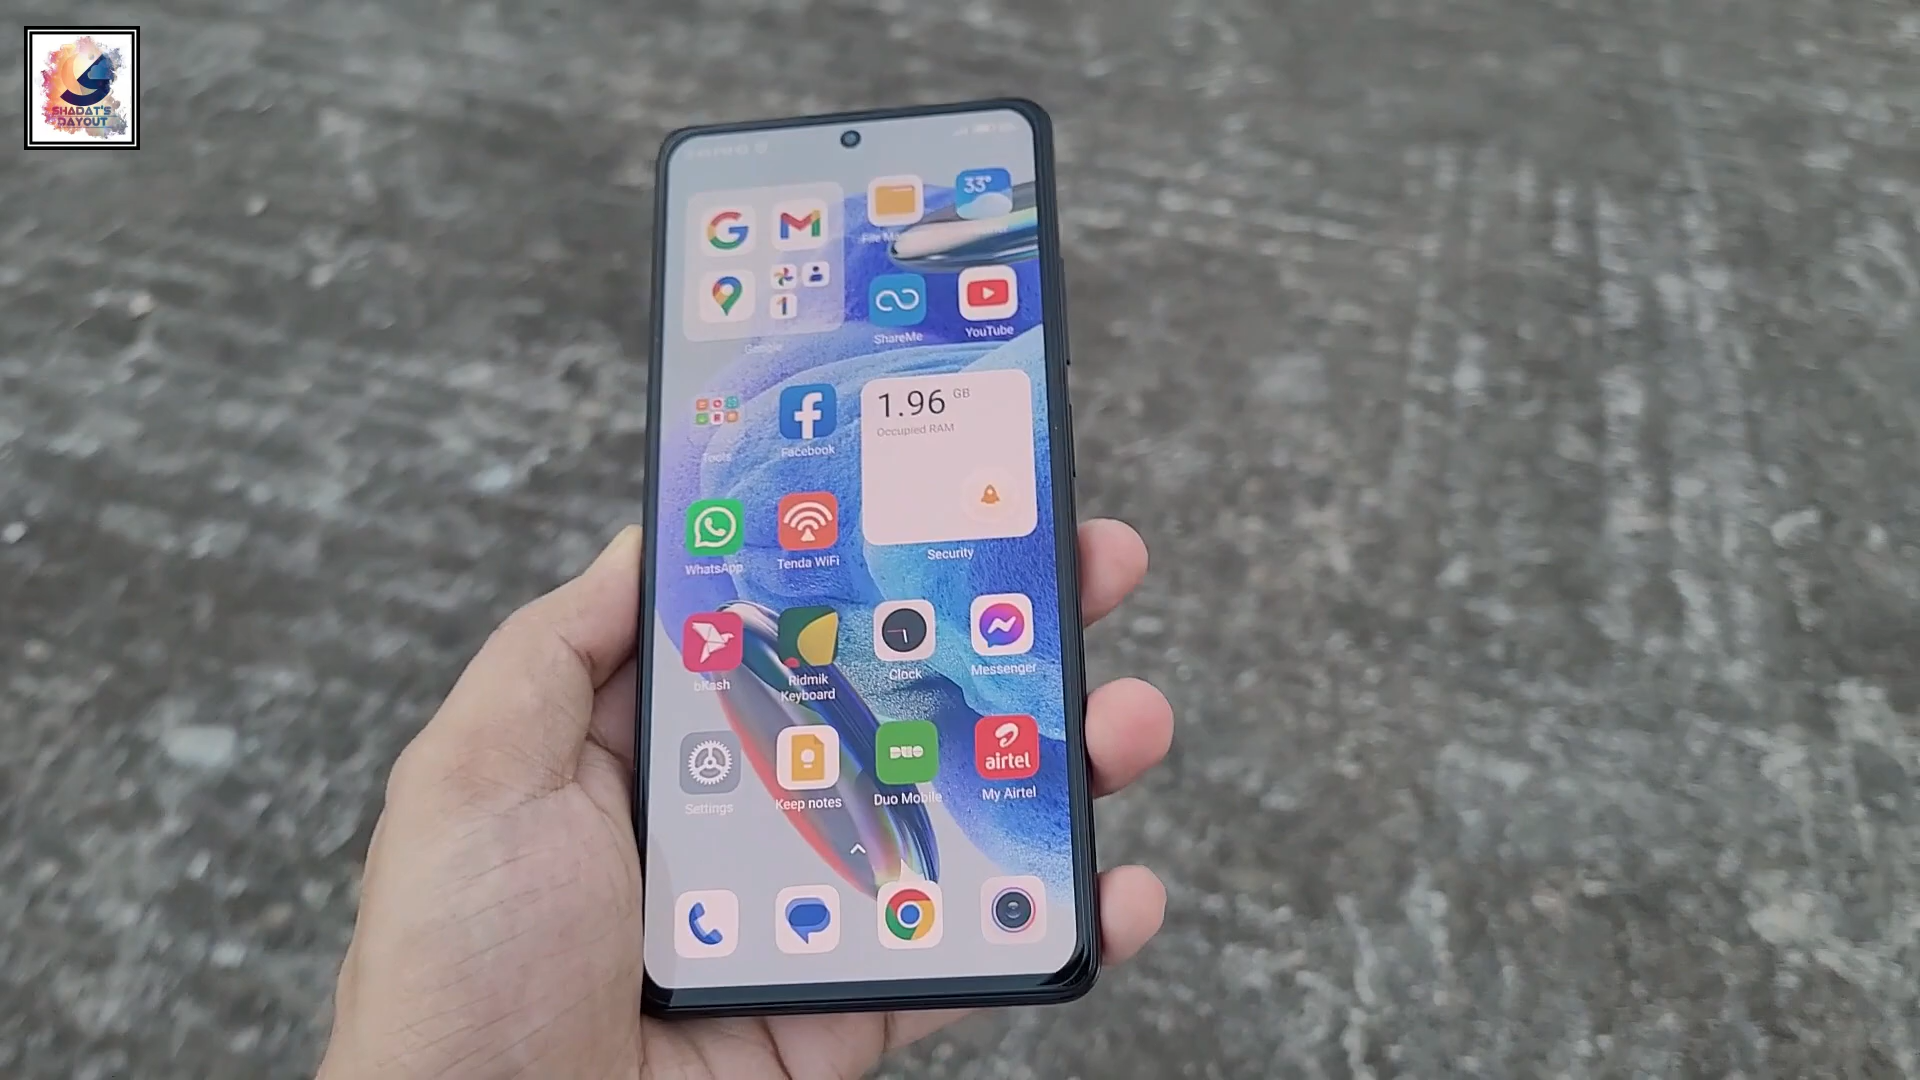 SHADAT'S
DAYOUT
33°
Google
ShareMe
YouTube
1.96 GB
Occupied RAM
Tools
Facebook
WhatsApp
Tenda WiFi
Security
bKash
Ridmik
Keyboard
Clock
Messenger
DUO
airtel
Settings
Keep notes
Duo Mobile
My Airtel